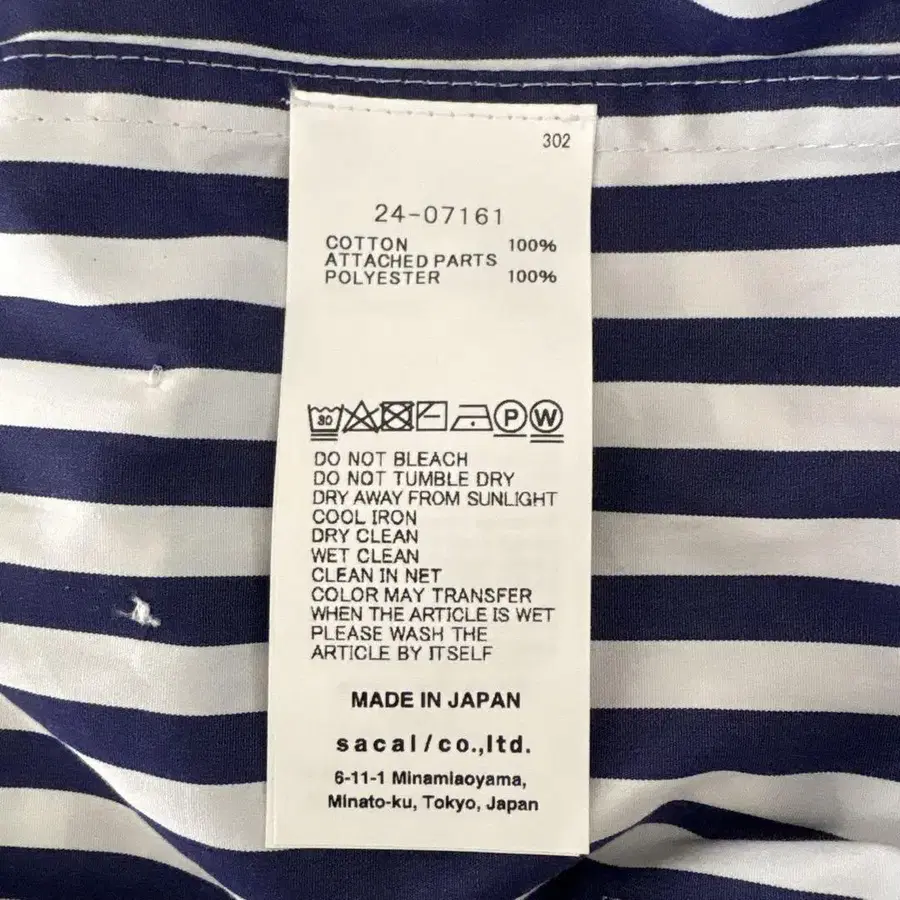 302
24-07161
COTTON 100%
ATTACHED PARTS
POLYESTER 100%
30 P W
DO NOT BLEACH
DO NOT TUMBLE DRY
DRY AWAY FROM SUNLIGHT
COOL IRON
DRY CLEAN
WET CLEAN
CLEAN IN NET
COLOR MAY TRANSFER
WHEN THE ARTICLE IS WET
PLEASE WASH THE
ARTICLE BY ITSELF
MADE IN JAPAN
sacai/co.,ltd.
6-11-1 Minamiaoyama,
Minato-ku, Tokyo, Japan